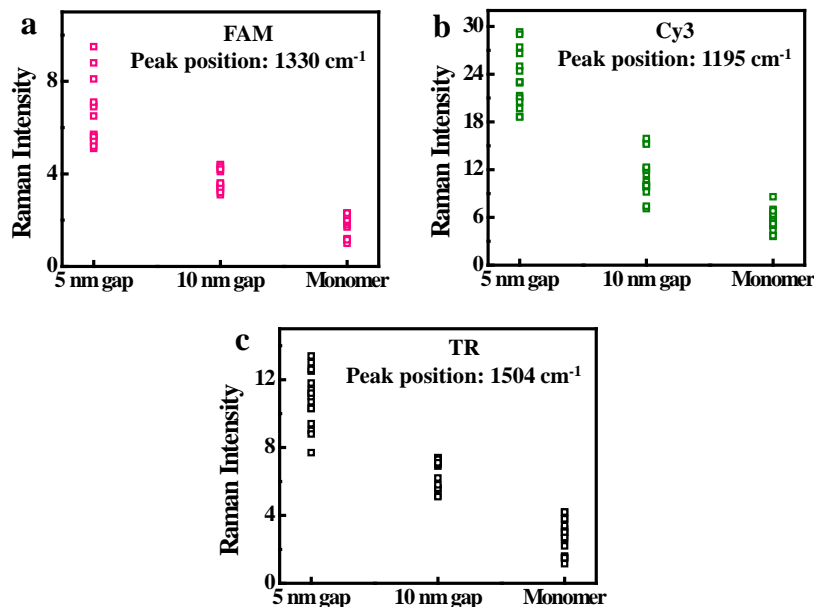 a
FAM
Peak position: 1330 cm⁻¹
Raman Intensity
8
4
0
5 nm gap 10 nm gap Monomer
b
Cy3
Peak position: 1195 cm⁻¹
Raman Intensity
30
24
18
12
6
0
5 nm gap 10 nm gap Monomer
c
TR
Peak position: 1504 cm⁻¹
Raman Intensity
12
8
4
0
5 nm gap 10 nm gap Monomer